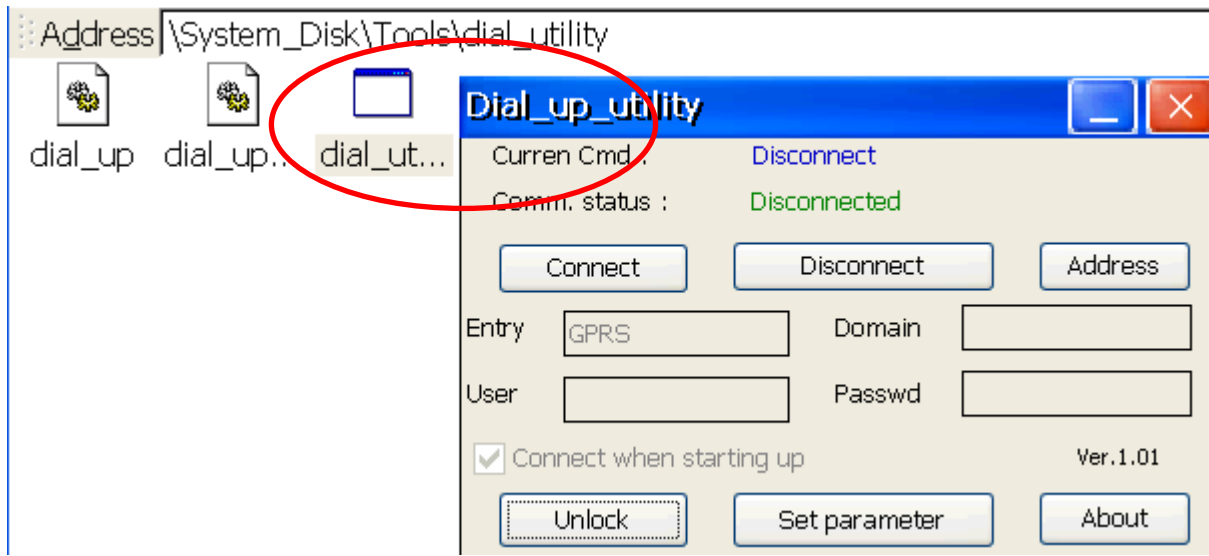 Address \System_Disk\Tools\dial_utility
dial_up dial_up.. dial_ut...
Dial_up_utility
Curren Cmd : Disconnect
Comm. status : Disconnected
Connect Disconnect Address
Entry GPRS Domain
User Passwd
Connect when starting up Ver.1.01
Unlock Set parameter About